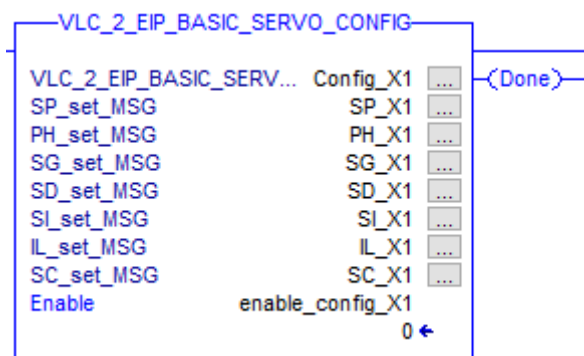 VLC_2_EIP_BASIC_SERVO_CONFIG
VLC_2_EIP_BASIC_SERV... Config_X1 ...
Done
SP_set_MSG SP_X1 ...
PH_set_MSG PH_X1 ...
SG_set_MSG SG_X1 ...
SD_set_MSG SD_X1 ...
SI_set_MSG SI_X1 ...
IL_set_MSG IL_X1 ...
SC_set_MSG SC_X1 ...
Enable enable_config_X1
0